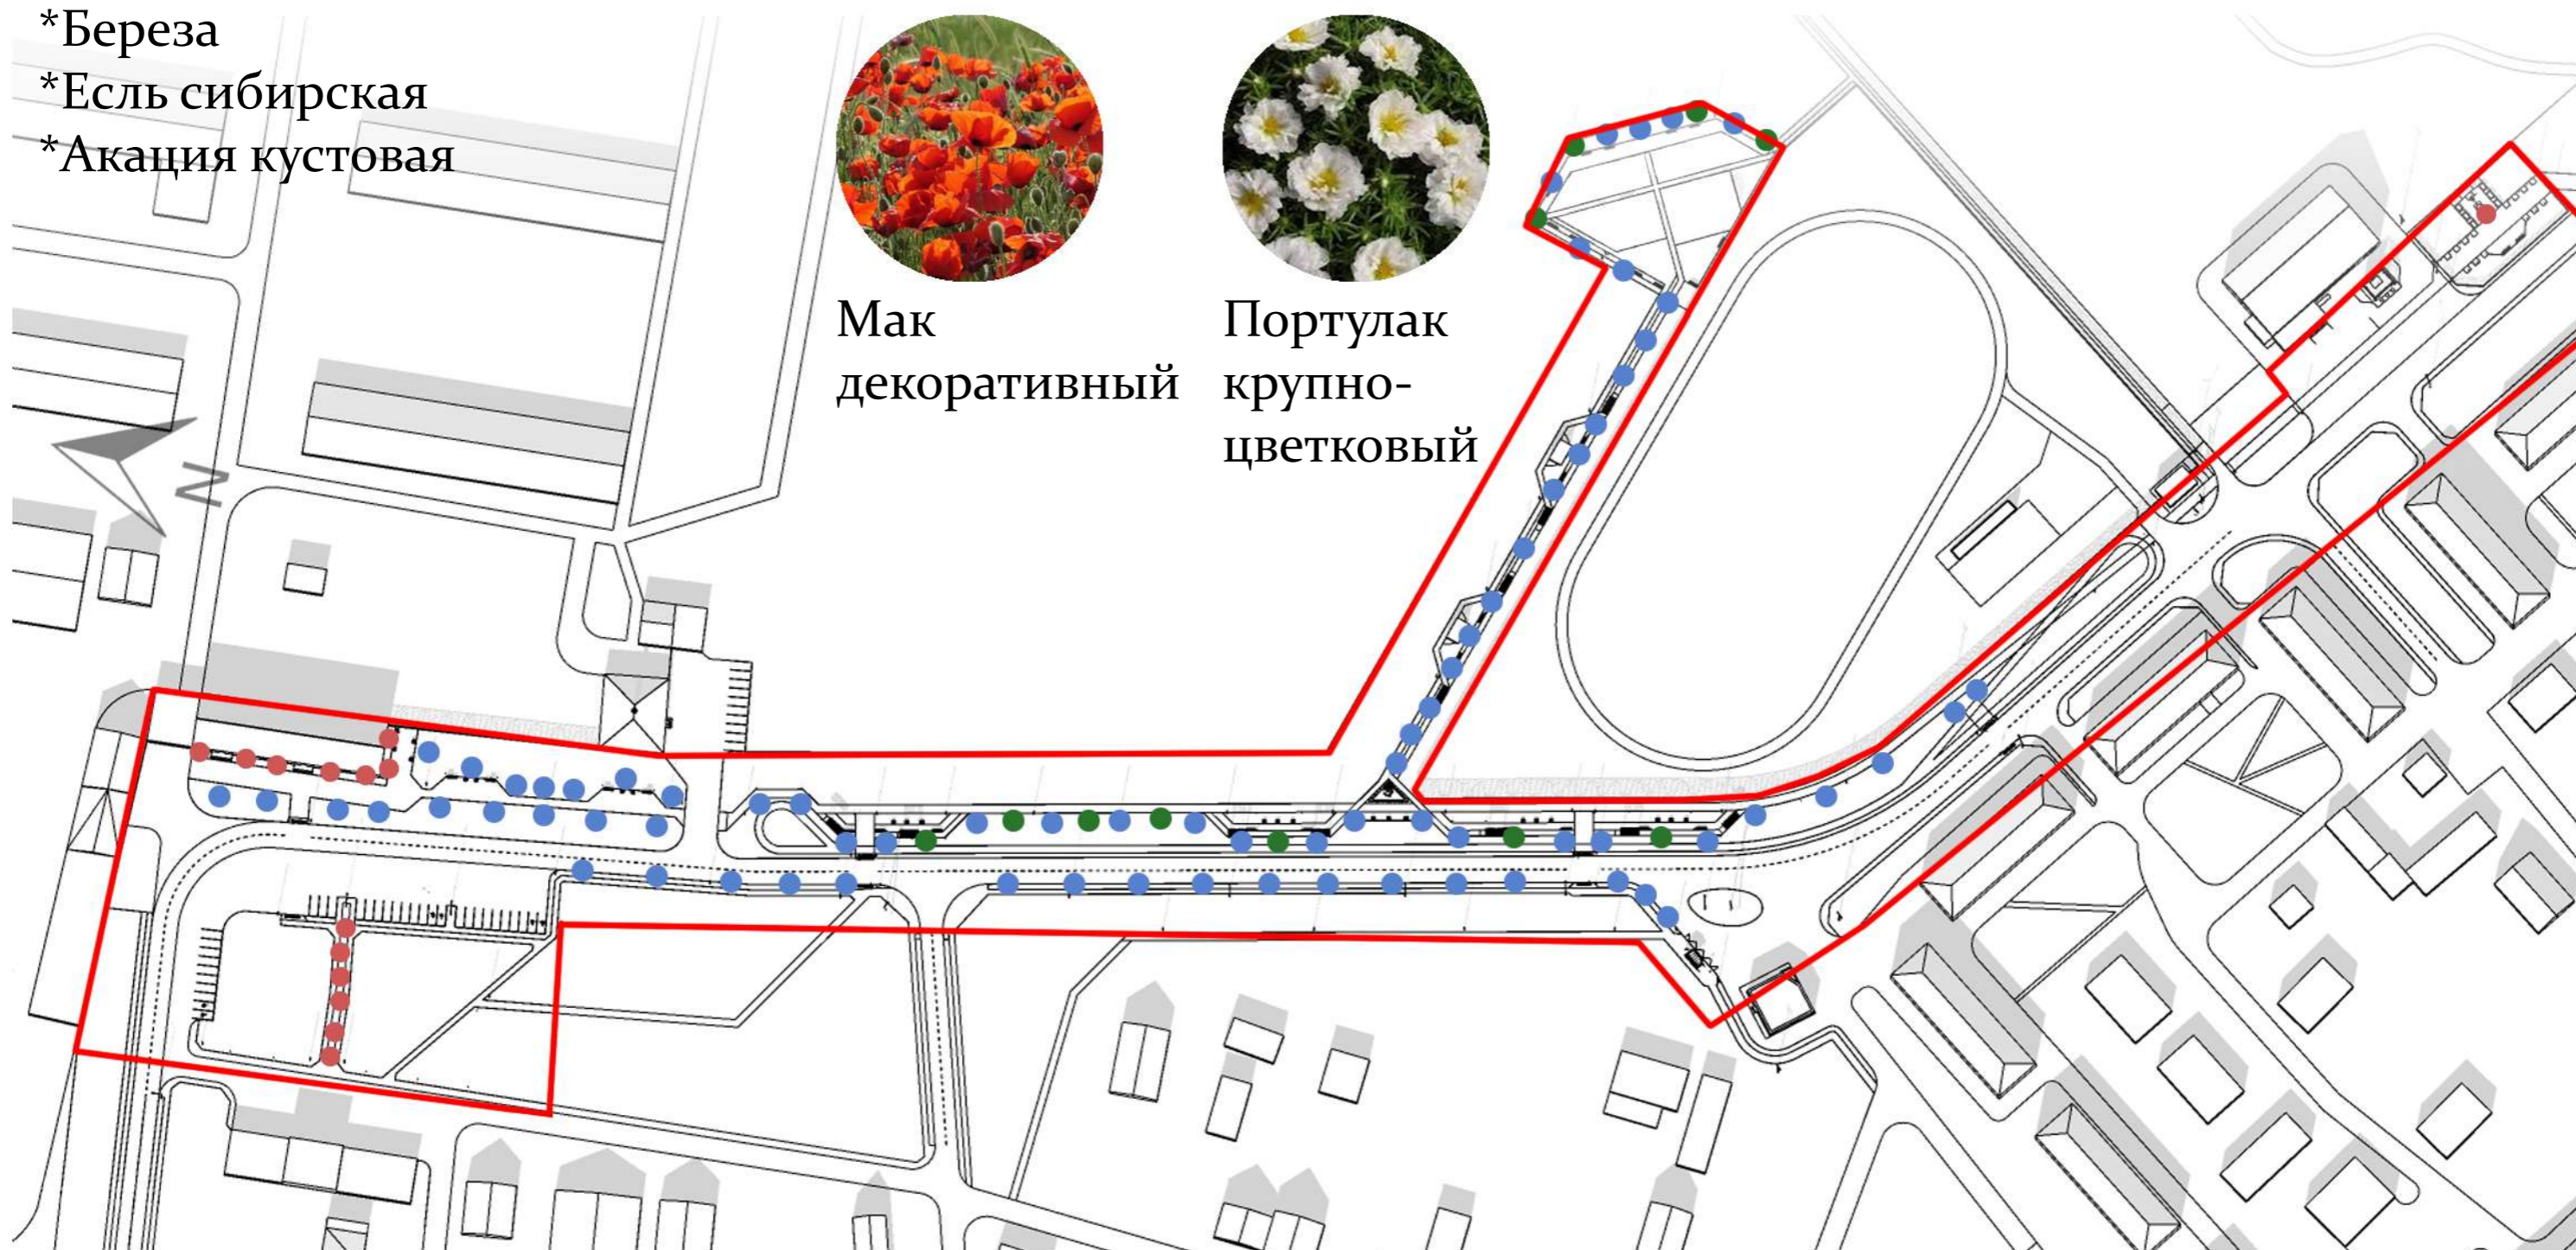 *Береза
*Есль сибирская
*Акация кустовая
Мак
декоративный
Портулак
крупно-
цветковый
N